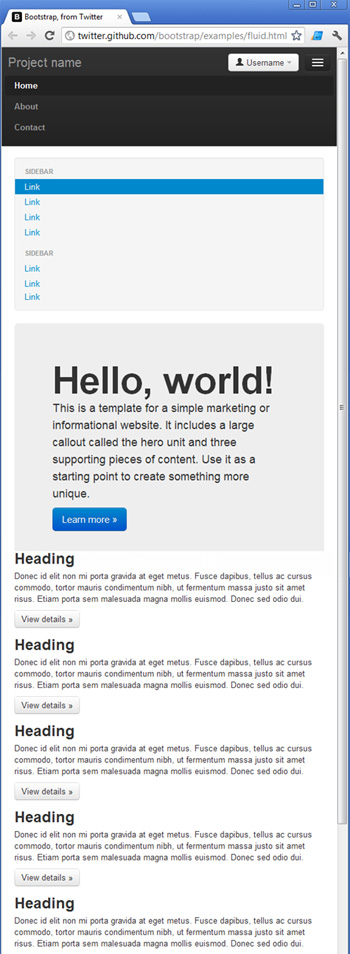 Bootstrap, from Twitter
twitter.github.com/bootstrap/examples/fluid.html
Project name
Username
Home
About
Contact
SIDEBAR
Link
Link
Link
Link
SIDEBAR
Link
Link
Link
Hello, world!
This is a template for a simple marketing or
informational website. It includes a large
callout called the hero unit and three
supporting pieces of content. Use it as a
starting point to create something more
unique.
Learn more »
Heading
Donec id elit non mi porta gravida at eget metus. Fusce dapibus, tellus ac cursus
commodo, tortor mauris condimentum nibh, ut fermentum massa justo sit amet
risus. Etiam porta sem malesuada magna mollis euismod. Donec sed odio dui.
View details »
Heading
Donec id elit non mi porta gravida at eget metus. Fusce dapibus, tellus ac cursus
commodo, tortor mauris condimentum nibh, ut fermentum massa justo sit amet
risus. Etiam porta sem malesuada magna mollis euismod. Donec sed odio dui.
View details »
Heading
Donec id elit non mi porta gravida at eget metus. Fusce dapibus, tellus ac cursus
commodo, tortor mauris condimentum nibh, ut fermentum massa justo sit amet
risus. Etiam porta sem malesuada magna mollis euismod. Donec sed odio dui.
View details »
Heading
Donec id elit non mi porta gravida at eget metus. Fusce dapibus, tellus ac cursus
commodo, tortor mauris condimentum nibh, ut fermentum massa justo sit amet
risus. Etiam porta sem malesuada magna mollis euismod. Donec sed odio dui.
View details »
Heading
Donec id elit non mi porta gravida at eget metus. Fusce dapibus, tellus ac cursus
commodo, tortor mauris condimentum nibh, ut fermentum massa justo sit amet
risus. Etiam porta sem malesuada magna mollis euismod. Donec sed odio dui.